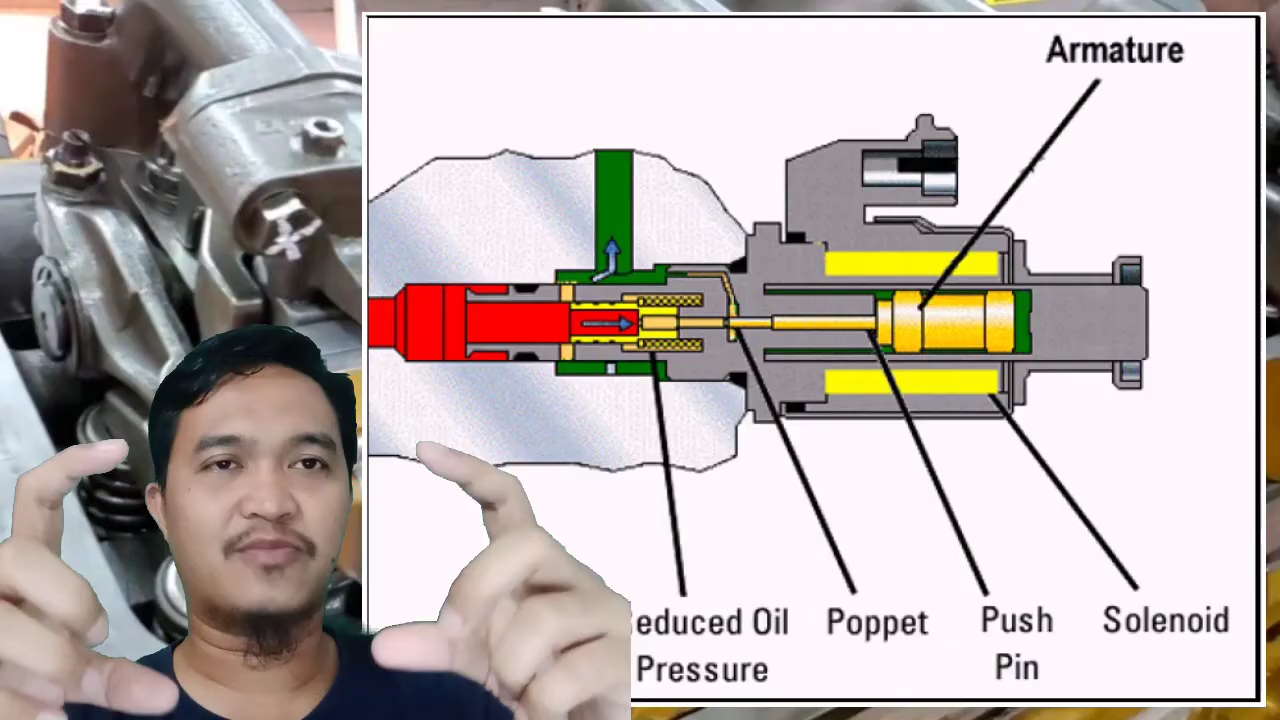 Armature
educed Oil
Pressure
Poppet
Push
Pin
Solenoid